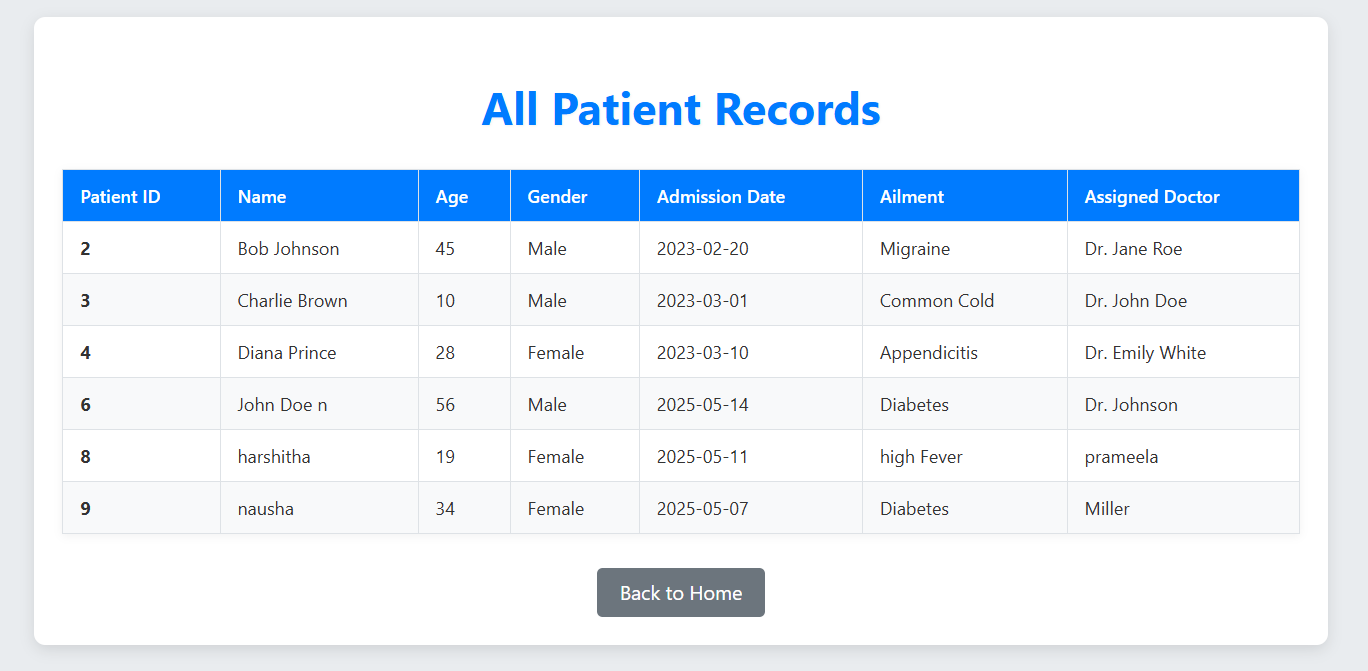 All Patient Records
Patient ID Name Age Gender Admission Date Ailment Assigned Doctor
2 Bob Johnson 45 Male 2023-02-20 Migraine Dr. Jane Roe
3 Charlie Brown 10 Male 2023-03-01 Common Cold Dr. John Doe
4 Diana Prince 28 Female 2023-03-10 Appendicitis Dr. Emily White
6 John Doe n 56 Male 2025-05-14 Diabetes Dr. Johnson
8 harshitha 19 Female 2025-05-11 high Fever prameela
9 nausha 34 Female 2025-05-07 Diabetes Miller
Back to Home